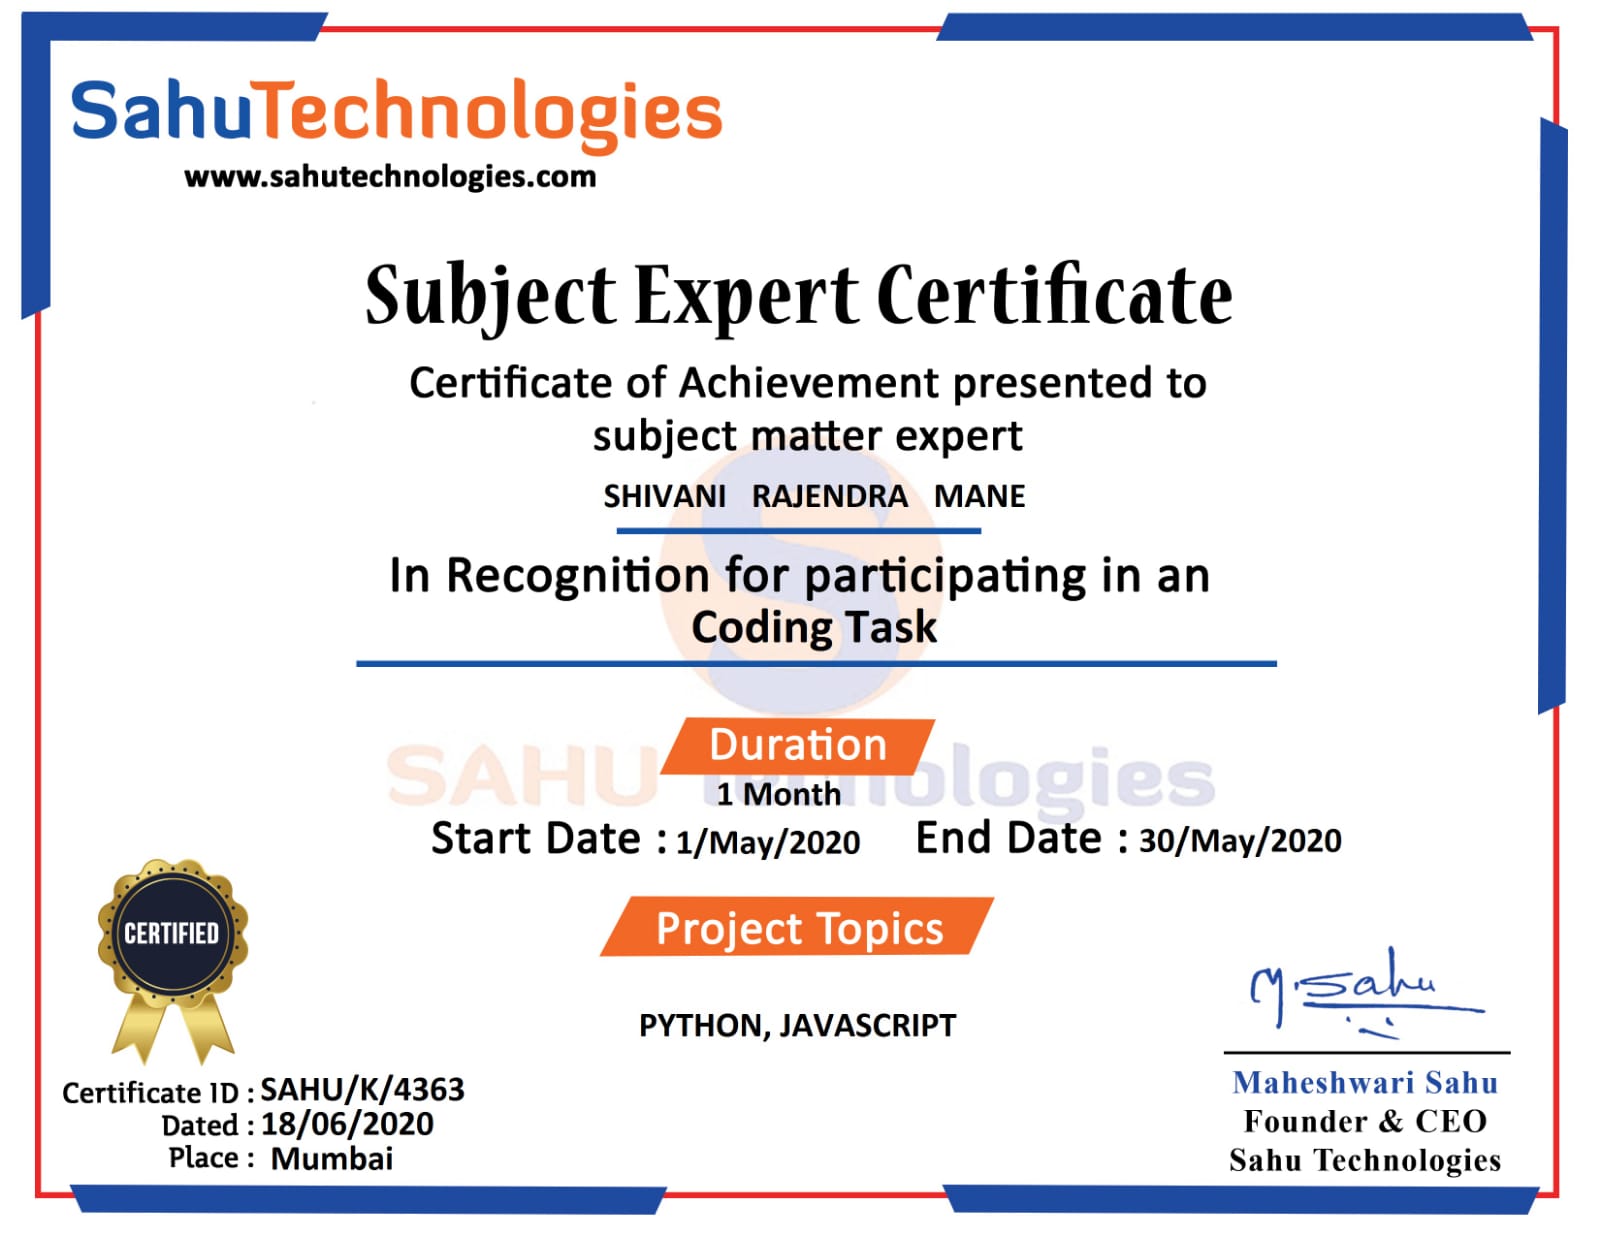 SahuTechnologies
www.sahutechnologies.com
Subject Expert Certificate
Certificate of Achievement presented to
subject matter expert
SHIVANI RAJENDRA MANE
In Recognition for participating in an
Coding Task
Duration
SAHU Technologies
1 Month
Start Date : 1/May/2020 End Date : 30/May/2020
CERTIFIED
Project Topics
PYTHON, JAVASCRIPT
M.Sahu
Certificate ID : SAHU/K/4363
Dated : 18/06/2020
Place : Mumbai
Maheshwari Sahu
Founder & CEO
Sahu Technologies